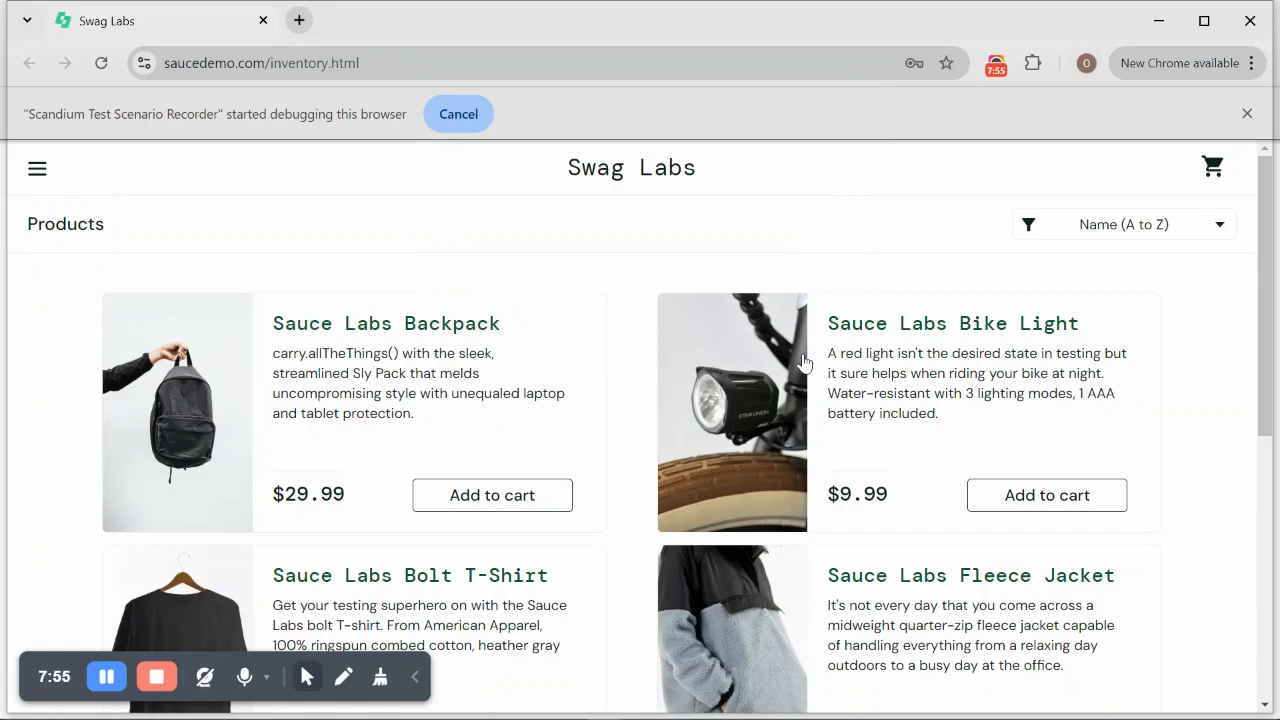 Swag Labs
saucedemo.com/inventory.html
7:55
O
New Chrome available
"Scandium Test Scenario Recorder" started debugging this browser
Cancel
Swag Labs
Products
Name (A to Z)
Sauce Labs Backpack
carry.allTheThings() with the sleek,
streamlined Sly Pack that melds
uncompromising style with unequaled laptop
and tablet protection.
$29.99
Add to cart
Sauce Labs Bike Light
A red light isn't the desired state in testing but
it sure helps when riding your bike at night.
Water-resistant with 3 lighting modes, 1 AAA
battery included.
$9.99
Add to cart
Sauce Labs Bolt T-Shirt
Get your testing superhero on with the Sauce
Labs bolt T-shirt. From American Apparel,
100% ringspun combed cotton, heather gray
Sauce Labs Fleece Jacket
It's not every day that you come across a
midweight quarter-zip fleece jacket capable
of handling everything from a relaxing day
outdoors to a busy day at the office.
7:55